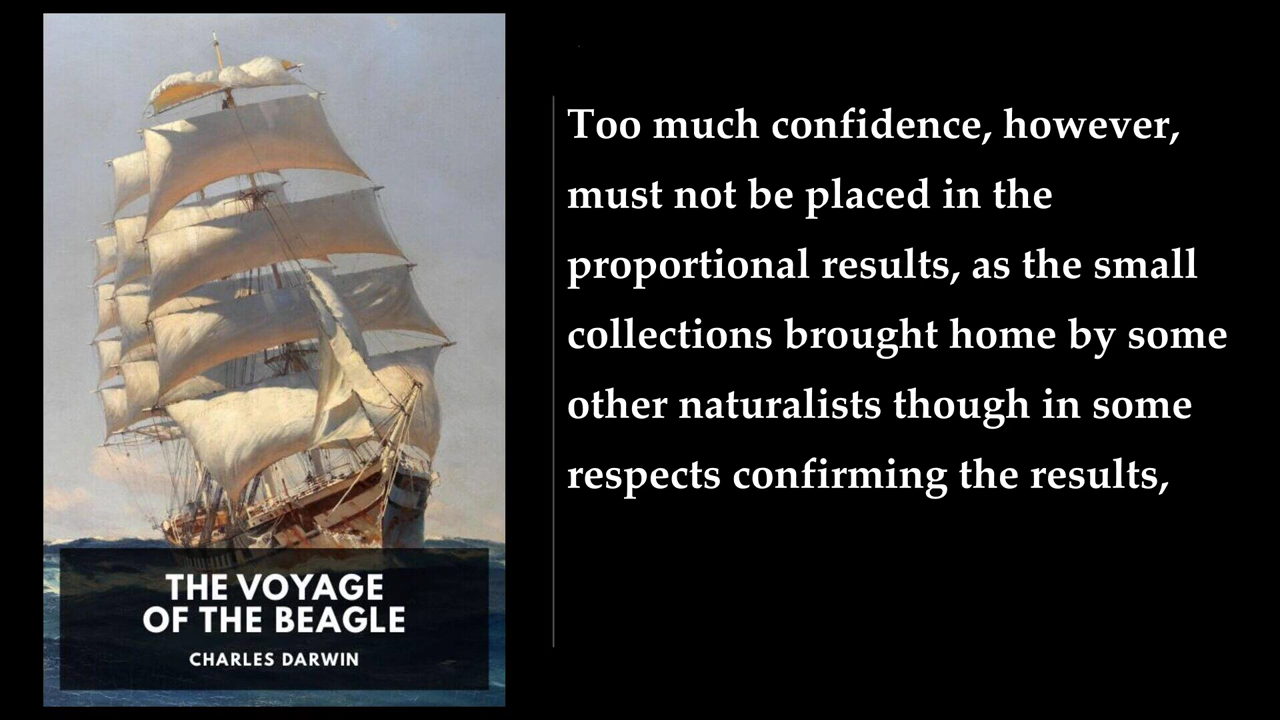 THE VOYAGE
OF THE BEAGLE
CHARLES DARWIN
Too much confidence, however,
must not be placed in the
proportional results, as the small
collections brought home by some
other naturalists though in some
respects confirming the results,